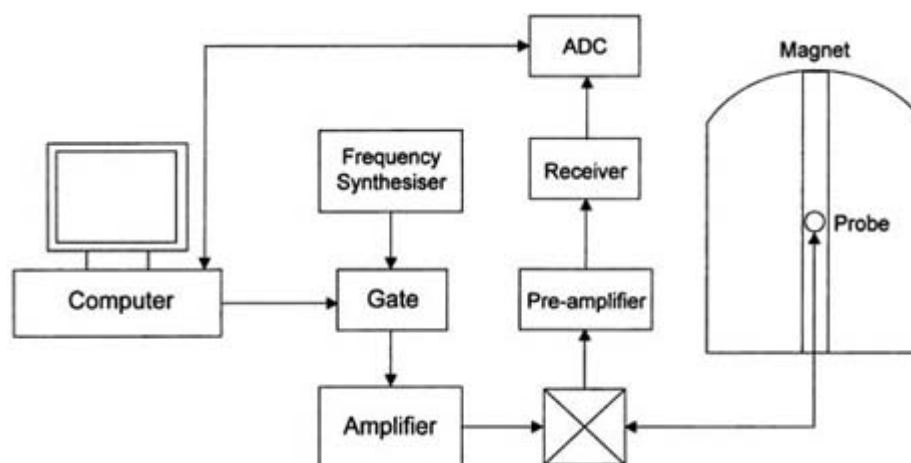 ADC
Magnet
Frequency
Synthesiser
Receiver
Probe
Computer
Gate
Pre-amplifier
Amplifier